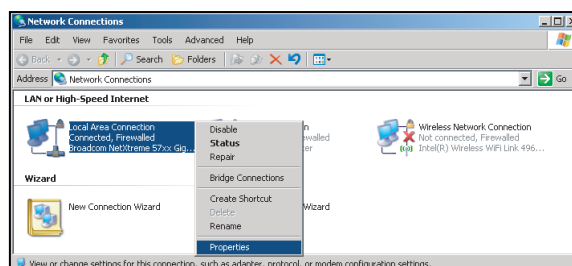 Network Connections
File Edit View Favorites Tools Advanced Help
Back Search Folders
Address Network Connections Go
LAN or High-Speed Internet
Local Area Connection
Connected, Firewalled
Broadcom NetXtreme 57xx Gig...
Disable
Status
Repair
Bridge Connections
Create Shortcut
Delete
Rename
Properties
Wireless Network Connection
Not connected, Firewalled
Intel(R) Wireless WiFi Link 496...
Wizard
New Connection Wizard
Wizard
View or change settings for this connection, such as adapter, protocol, or modem configuration settings.